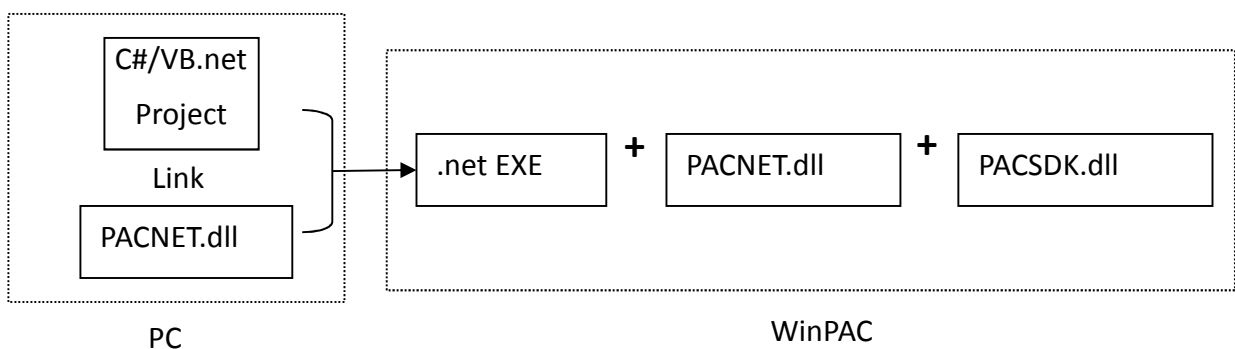 C#/VB.net
Project
Link
PACNET.dll
PC
.net EXE
+
PACNET.dll
+
PACSDK.dll
WinPAC